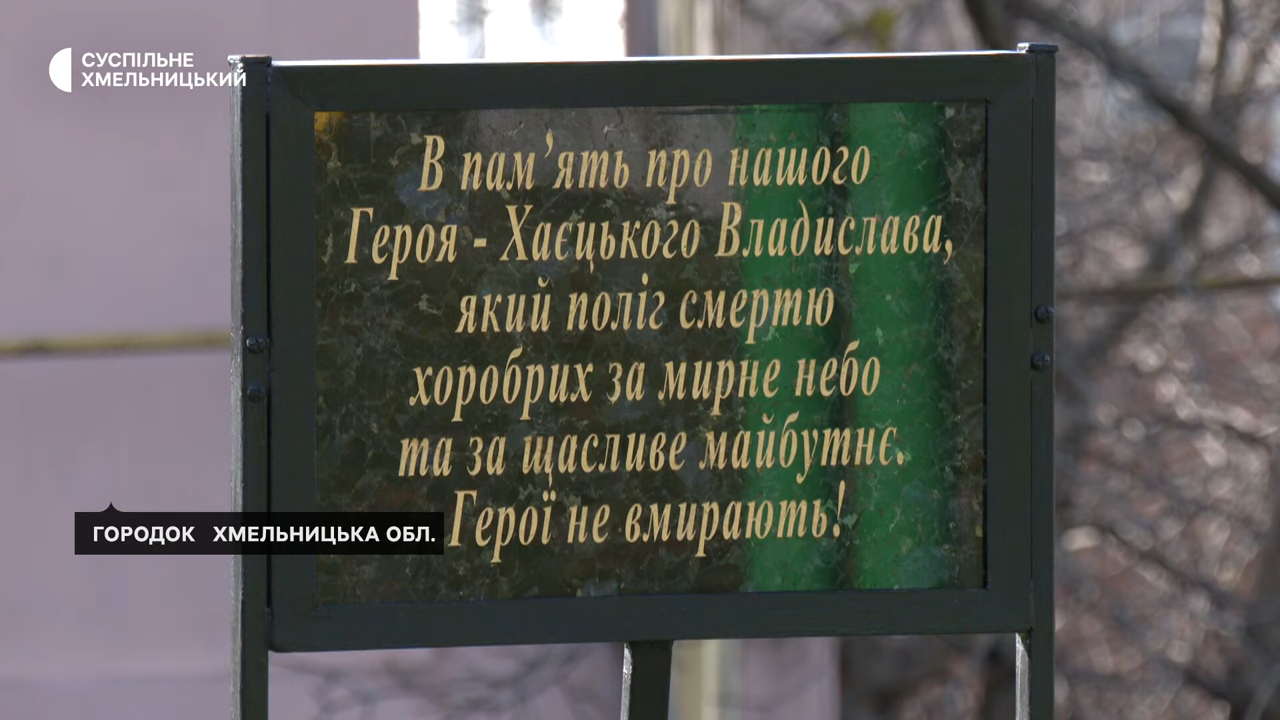 СУСПІЛЬНЕ
ХМЕЛЬНИЦЬКИЙ
В пам’ять про нашого
Героя - Хаєцького Владислава,
який поліг смертю
хоробрих за мирне небо
та за щасливе майбутнє.
Герої не вмирають!
ГОРОДОК ХМЕЛЬНИЦЬКА ОБЛ.